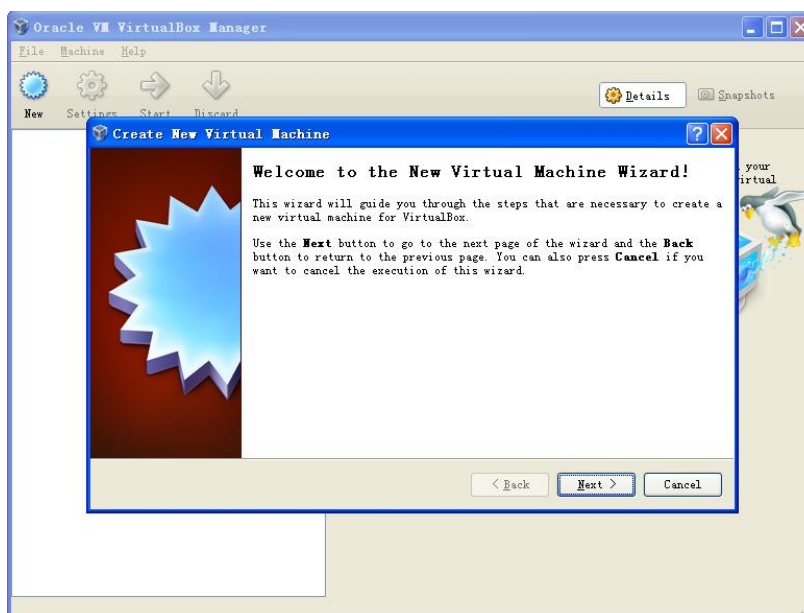 Oracle VM VirtualBox Manager
File Machine Help
New Settings Start Discard
Details Snapshots
your
virtual
Create New Virtual Machine
Welcome to the New Virtual Machine Wizard!
This wizard will guide you through the steps that are necessary to create a
new virtual machine for VirtualBox.
Use the Next button to go to the next page of the wizard and the Back
button to return to the previous page. You can also press Cancel if you
want to cancel the execution of this wizard.
< Back Next > Cancel